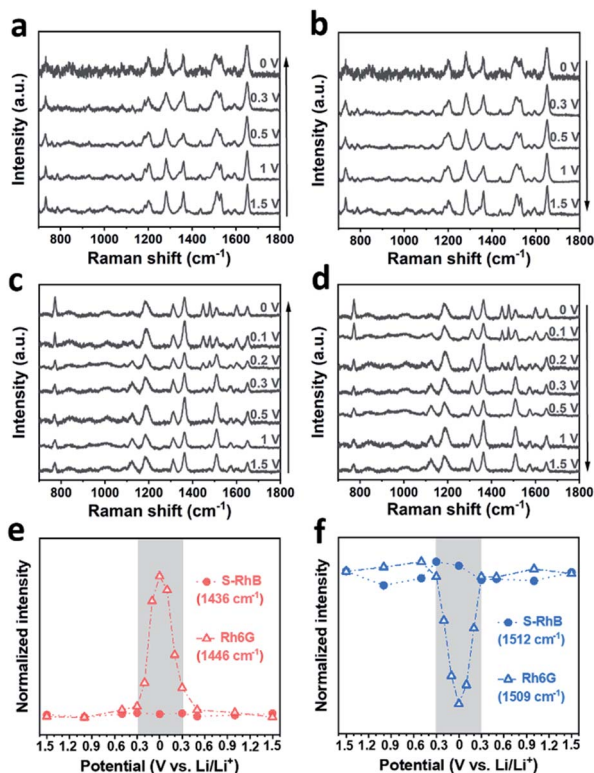 a
0 V
0.3 V
0.5 V
1 V
1.5 V
Intensity (a.u.)
800 1000 1200 1400 1600 1800
Raman shift (cm⁻¹)
b
0 V
0.3 V
0.5 V
1 V
1.5 V
Intensity (a.u.)
800 1000 1200 1400 1600 1800
Raman shift (cm⁻¹)
c
0 V
0.1 V
0.2 V
0.3 V
0.5 V
1 V
1.5 V
Intensity (a.u.)
800 1000 1200 1400 1600 1800
Raman shift (cm⁻¹)
d
0 V
0.1 V
0.2 V
0.3 V
0.5 V
1 V
1.5 V
Intensity (a.u.)
800 1000 1200 1400 1600 1800
Raman shift (cm⁻¹)
e
S-RhB
(1436 cm⁻¹)
Rh6G
(1446 cm⁻¹)
Normalized intensity
1.5 1.2 0.9 0.6 0.3 0 0.3 0.6 0.9 1.2 1.5
Potential (V vs. Li/Li⁺)
f
S-RhB
(1512 cm⁻¹)
Rh6G
(1509 cm⁻¹)
Normalized intensity
1.5 1.2 0.9 0.6 0.3 0 0.3 0.6 0.9 1.2 1.5
Potential (V vs. Li/Li⁺)